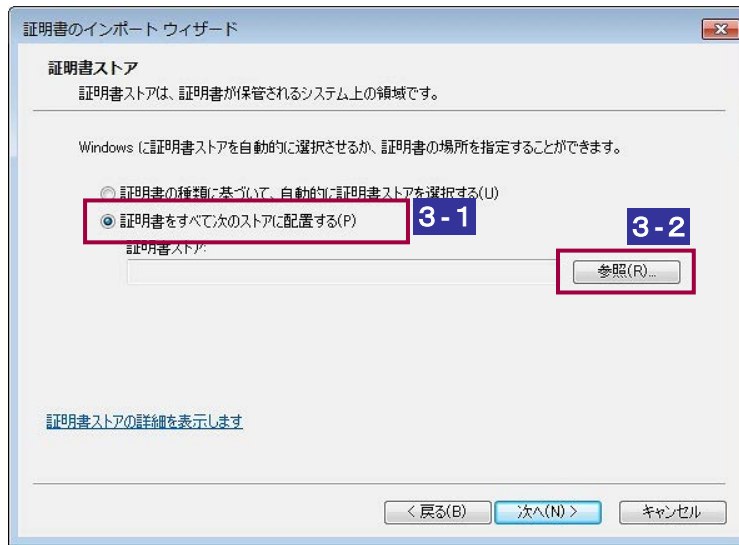 証明書のインポート ウィザード
証明書ストア
証明書ストアは、証明書が保管されるシステム上の領域です。
Windows に証明書ストアを自動的に選択させるか、証明書の場所を指定することができます。
証明書の種類に基づいて、自動的に証明書ストアを選択する(U)
証明書をすべて次のストアに配置する(P)
3-1
証明書ストア:
3-2
参照(R)...
証明書ストアの詳細を表示します
< 戻る(B)
次へ(N) >
キャンセル